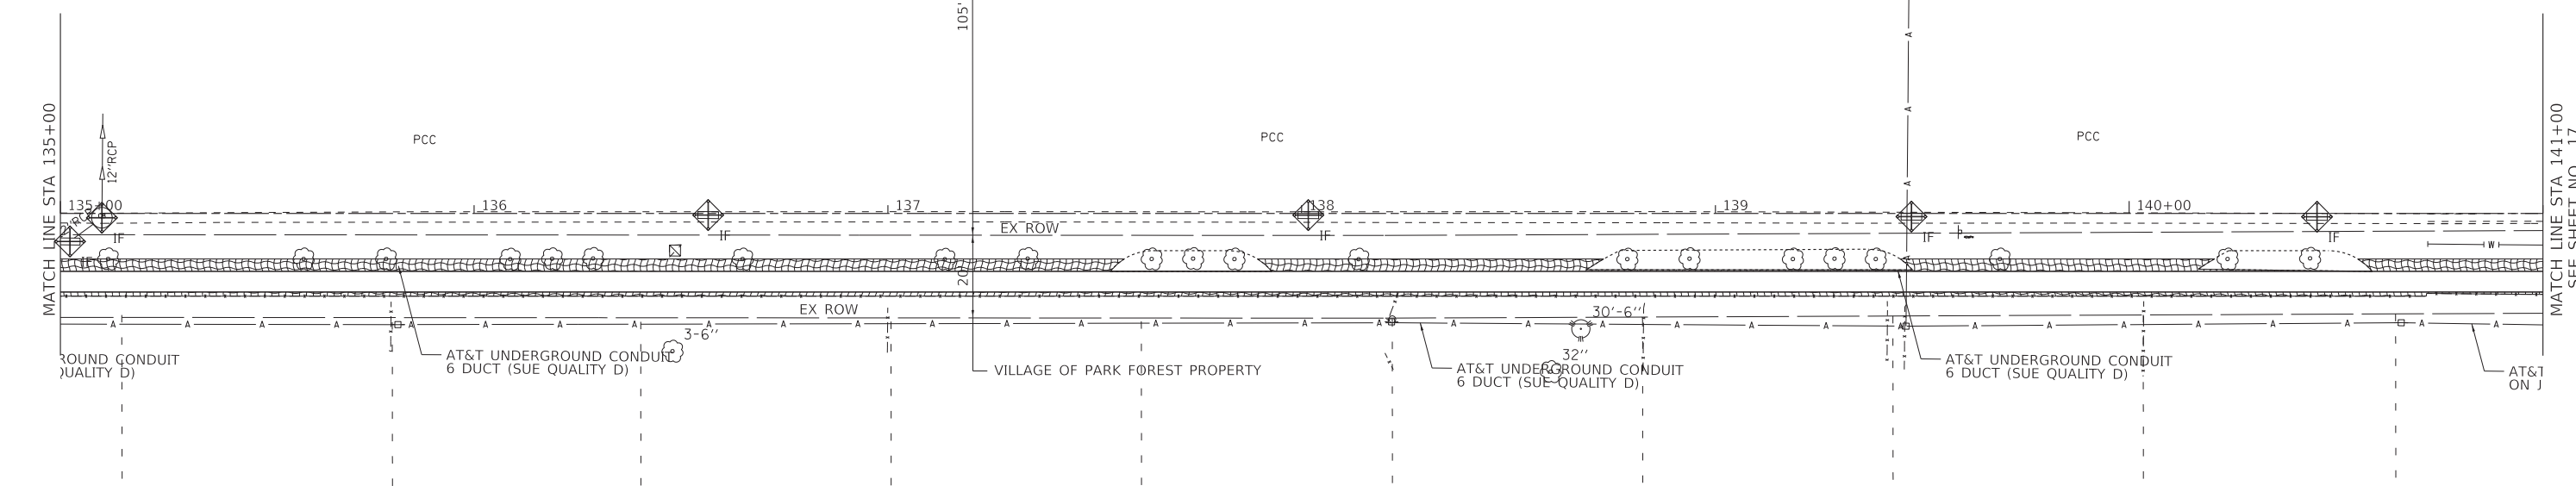 105'
MATCH LINE STA 135+00
12''RCP
PCC
PCC
PCC
135+00
136
137
138
139
140+00
IF
IF
IF
IF
IF
IF
EX ROW
W
A
A
A
A
20'
EX ROW
A A A A A A A A A A A A A A A A A A A A A A A A A A A A A A A A A
3-6''
30'-6''
32''
ROUND CONDUIT
QUALITY D)
AT&T UNDERGROUND CONDUIT
6 DUCT (SUE QUALITY D)
VILLAGE OF PARK FOREST PROPERTY
AT&T UNDERGROUND CONDUIT
6 DUCT (SUE QUALITY D)
AT&T UNDERGROUND CONDUIT
6 DUCT (SUE QUALITY D)
AT&T
ON J
MATCH LINE STA 141+00
SEE SHEET NO. 17